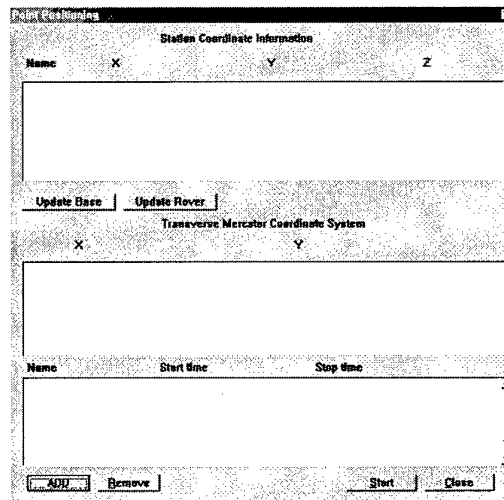 Point Positioning
Station Coordinate Information
Name X Y Z
Update Base Update Rover
Transverse Mercator Coordinate System
X Y
Name Start time Stop time
ADD Remove Start Close